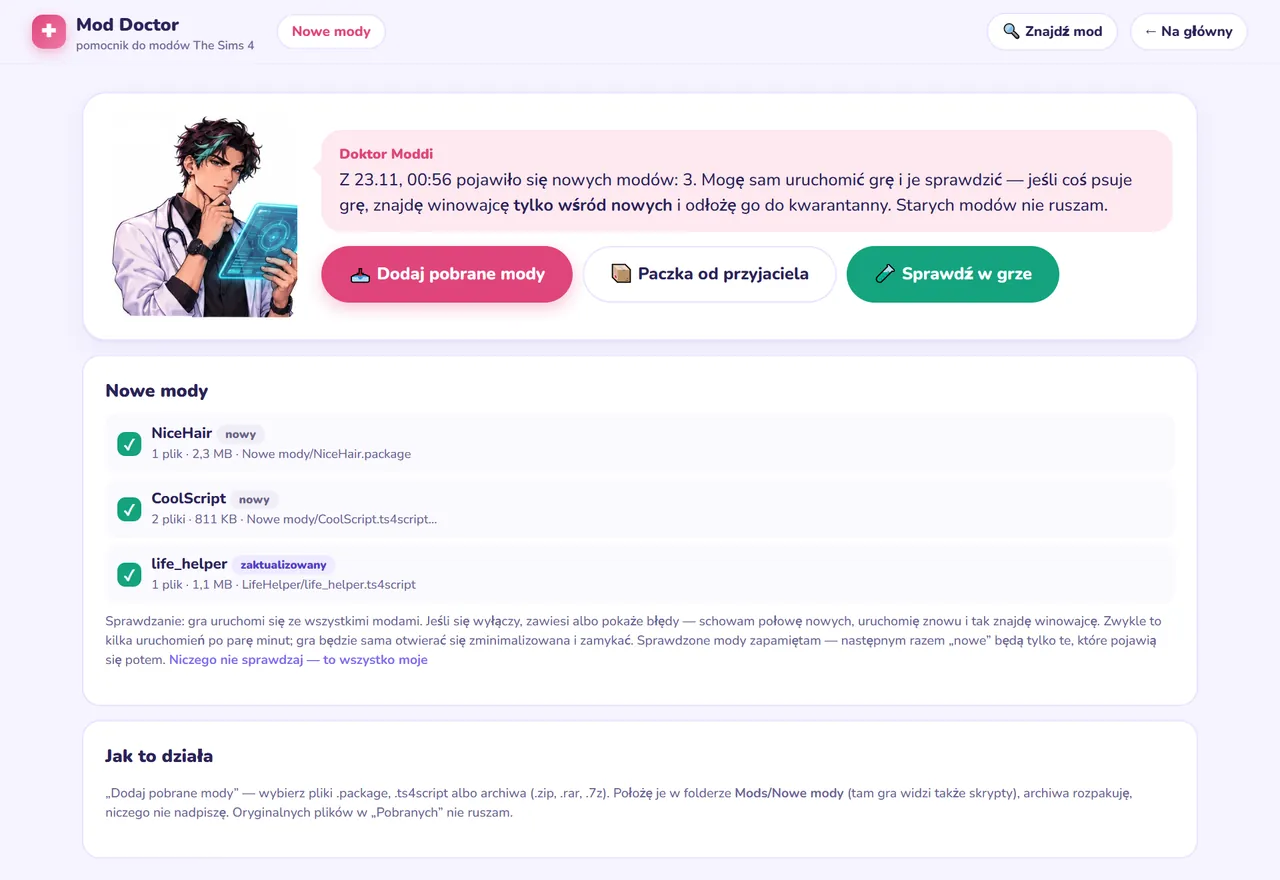 Mod Doctor
pomocnik do modów The Sims 4
Nowe mody
Znajdź mod
← Na główny
Doktor Moddi
Z 23.11, 00:56 pojawiło się nowych modów: 3. Mogę sam uruchomić grę i je sprawdzić — jeśli coś psuje
grę, znajdę winowajcę tylko wśród nowych i odłożę go do kwarantanny. Starych modów nie ruszam.
Dodaj pobrane mody
Paczka od przyjaciela
Sprawdź w grze
Nowe mody
NiceHair nowy
1 plik · 2,3 MB · Nowe mody/NiceHair.package
CoolScript nowy
2 pliki · 811 KB · Nowe mody/CoolScript.ts4script...
life_helper zaktualizowany
1 plik · 1,1 MB · LifeHelper/life_helper.ts4script
Sprawdzanie: gra uruchomi się ze wszystkimi modami. Jeśli się wyłączy, zawiesi albo pokaże błędy — schowam połowę nowych, uruchomię znowu i tak znajdę winowajcę. Zwykle to
kilka uruchomień po parę minut; gra będzie sama otwierać się zminimalizowana i zamykać. Sprawdzone mody zapamiętam — następnym razem „nowe” będą tylko te, które pojawią
się potem. Niczego nie sprawdzaj — to wszystko moje
Jak to działa
„Dodaj pobrane mody” — wybierz pliki .package, .ts4script albo archiwa (.zip, .rar, .7z). Położę je w folderze Mods/Nowe mody (tam gra widzi także skrypty), archiwa rozpakuję,
niczego nie nadpiszę. Oryginalnych plików w „Pobranych” nie ruszam.